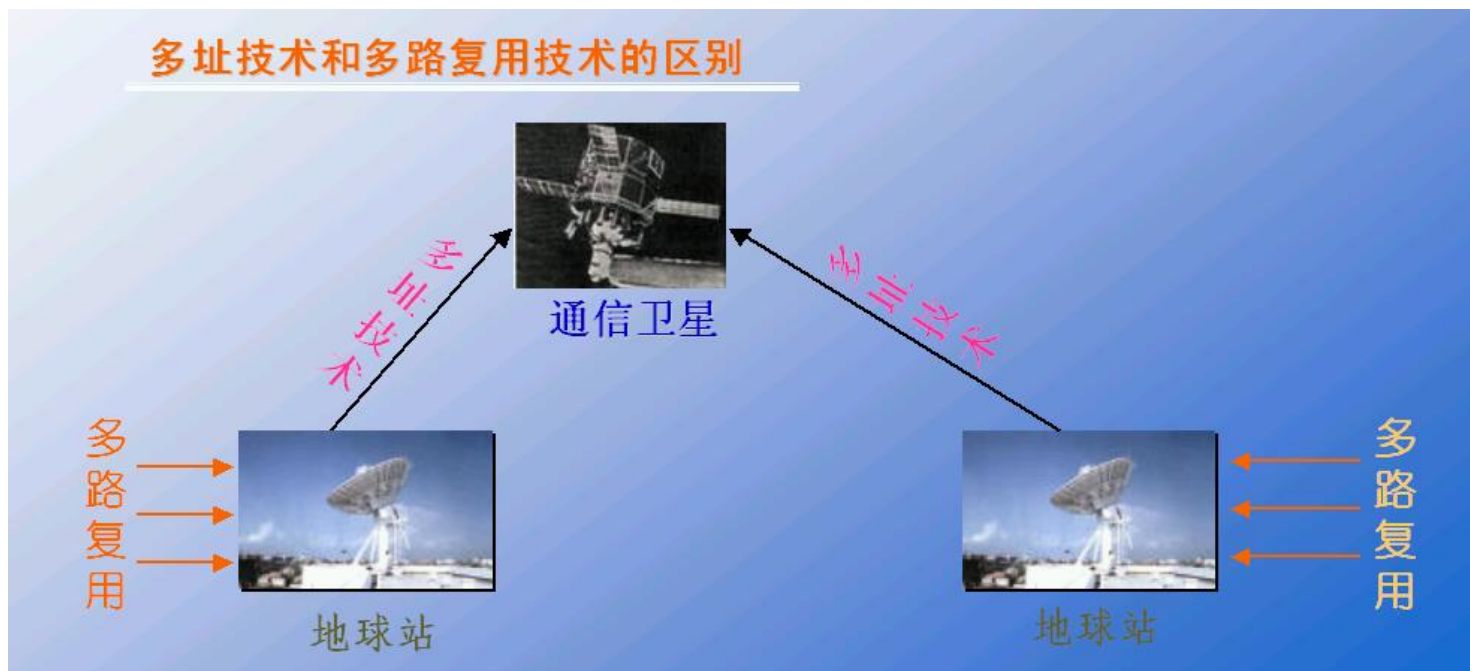 多址技术和多路复用技术的区别
通信卫星
多址技术
多址技术
多路复用
多路复用
地球站
地球站